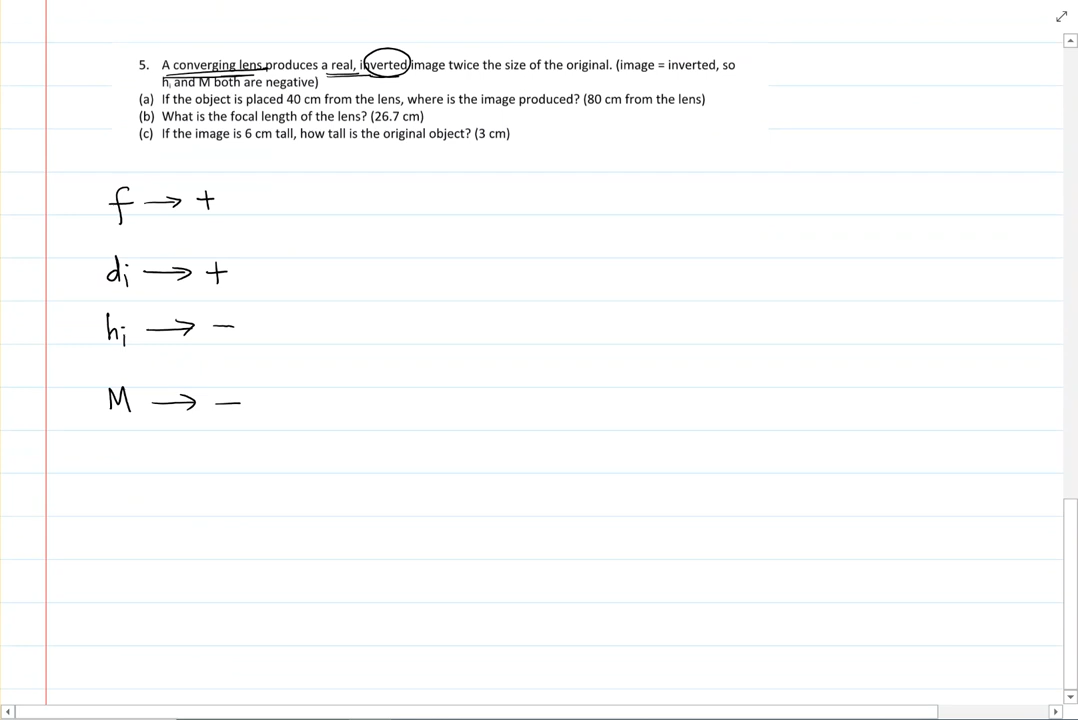 5. A converging lens produces a real, inverted image twice the size of the original. (image = inverted, so
hᵢ and M both are negative)
(a) If the object is placed 40 cm from the lens, where is the image produced? (80 cm from the lens)
(b) What is the focal length of the lens? (26.7 cm)
(c) If the image is 6 cm tall, how tall is the original object? (3 cm)
f → +
dᵢ → +
hᵢ → −
M → −